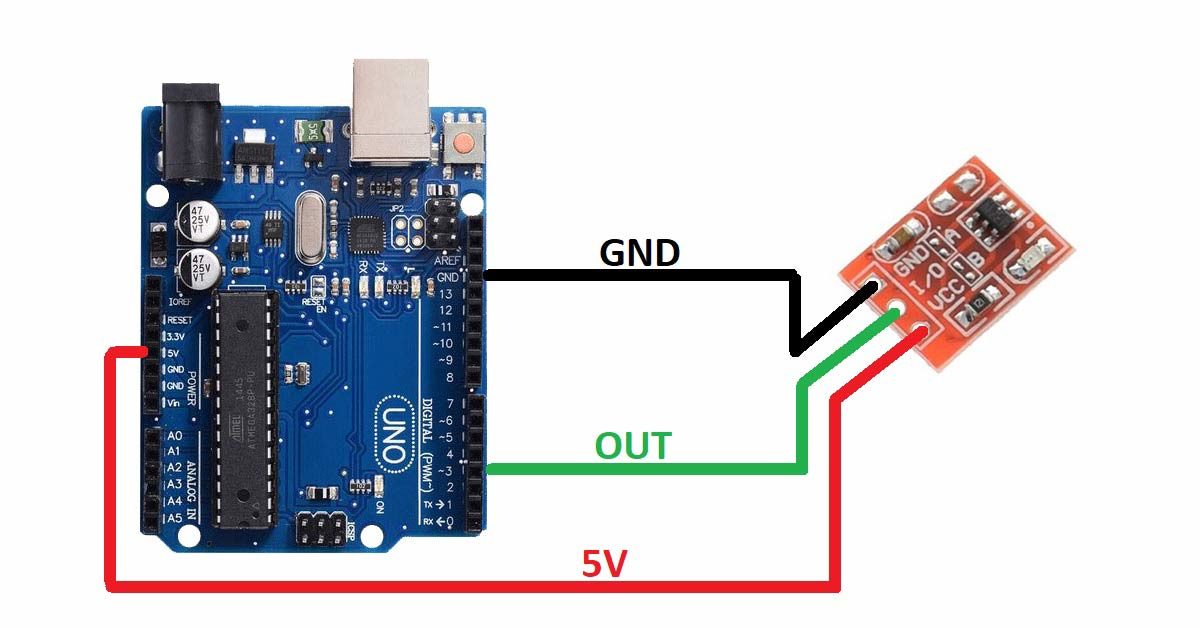 5X5
AMS1117
47
25V
VT
47
25V
VT
JP2
RX
TX
L
RESET
EN
AREF
GND
13
12
~11
~10
~9
8
7
~6
~5
4
~3
2
TX→1
RX←0
DIGITAL (PWM~)
IOREF
RESET
3.3V
5V
GND
GND
Vin
POWER
A0
A1
A2
A3
A4
A5
ANALOG IN
ATMEL
ATMEGA328P-PU
1445
UNO
ON
ICSP
GND
OUT
5V
GND
I/O
VCC
A
B